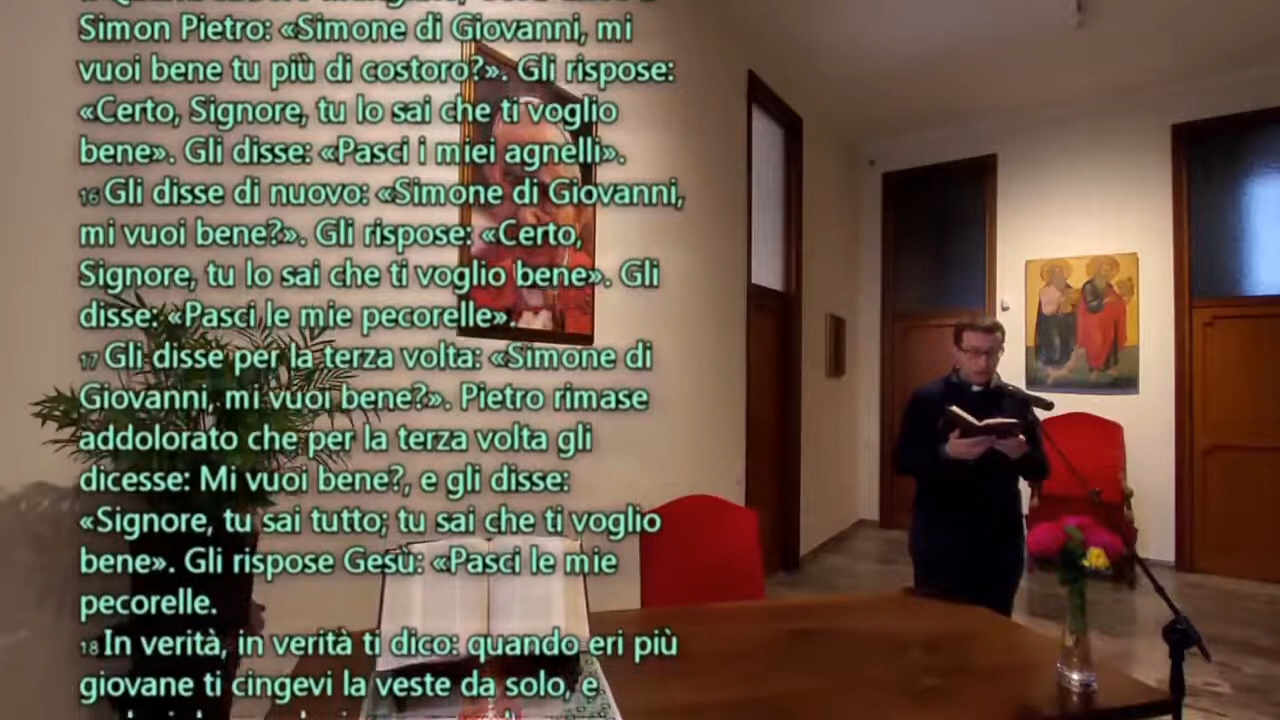 Simon Pietro: «Simone di Giovanni, mi
vuoi bene tu più di costoro?». Gli rispose:
«Certo, Signore, tu lo sai che ti voglio
bene». Gli disse: «Pasci i miei agnelli».
16 Gli disse di nuovo: «Simone di Giovanni,
mi vuoi bene?». Gli rispose: «Certo,
Signore, tu lo sai che ti voglio bene». Gli
disse: «Pasci le mie pecorelle».
17 Gli disse per la terza volta: «Simone di
Giovanni, mi vuoi bene?». Pietro rimase
addolorato che per la terza volta gli
dicesse: Mi vuoi bene?, e gli disse:
«Signore, tu sai tutto; tu sai che ti voglio
bene». Gli rispose Gesù: «Pasci le mie
pecorelle.
18 In verità, in verità ti dico: quando eri più
giovane ti cingevi la veste da solo, e